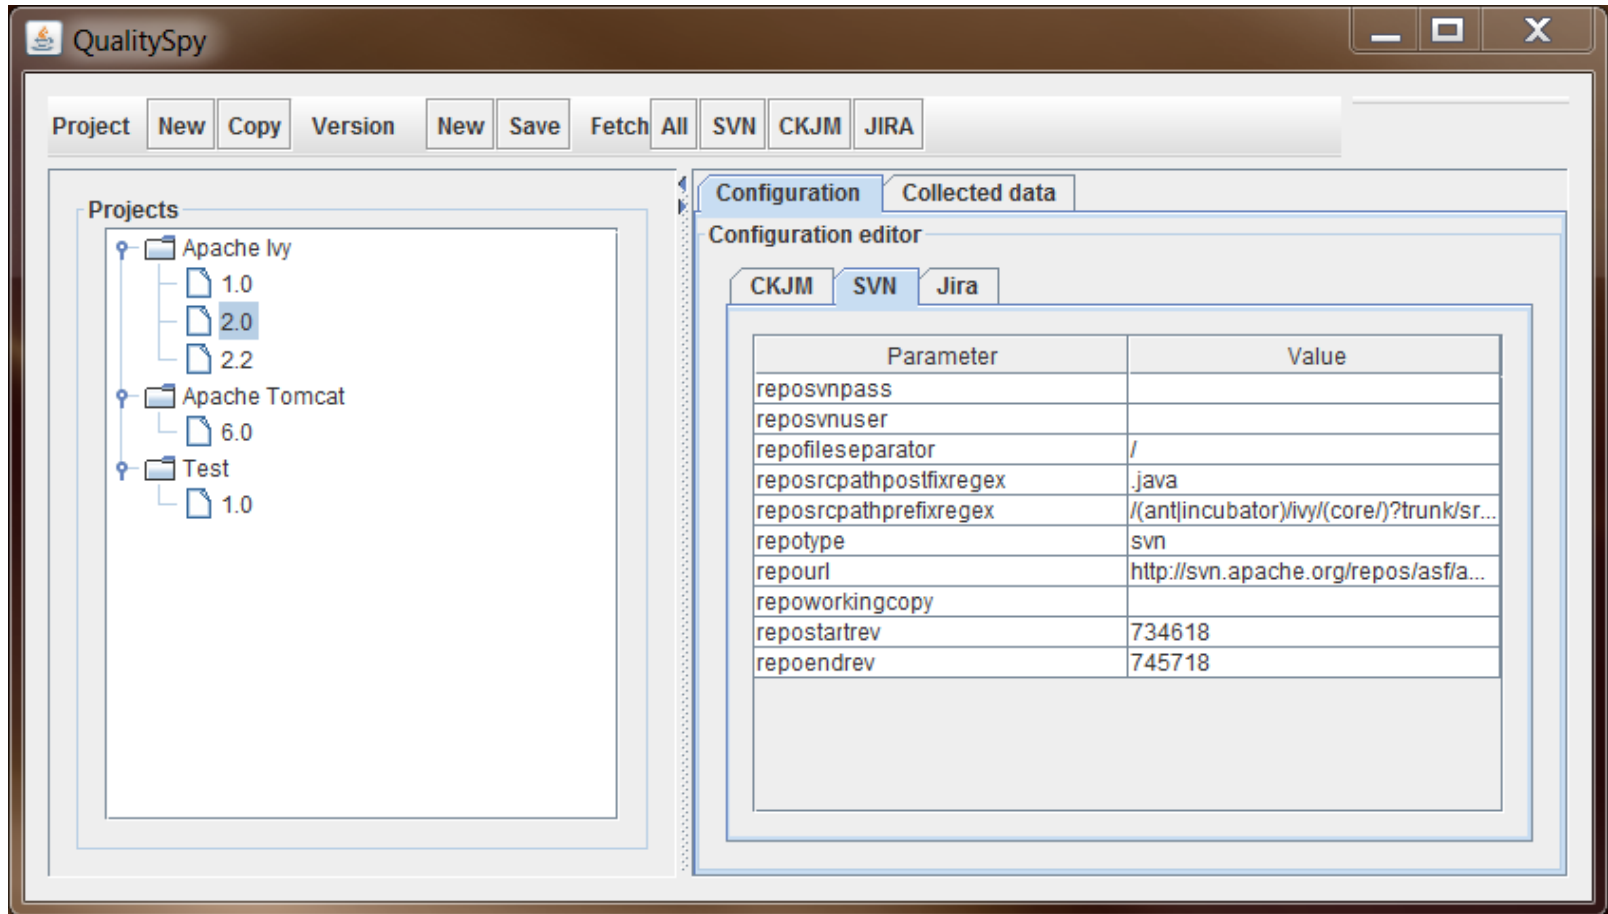 QualitySpy
Project New Copy Version New Save Fetch All SVN CKJM JIRA
Projects
Apache Ivy
1.0
2.0
2.2
Apache Tomcat
6.0
Test
1.0
Configuration Collected data
Configuration editor
CKJM SVN Jira
Parameter Value
reposvnpass
reposvnuser
repofileseparator /
reposrcpathpostfixregex .java
reposrcpathprefixregex /(ant|incubator)/ivy/(core/)?trunk/sr...
repotype svn
repourl http://svn.apache.org/repos/asf/a...
repoworkingcopy
repostartrev 734618
repoendrev 745718